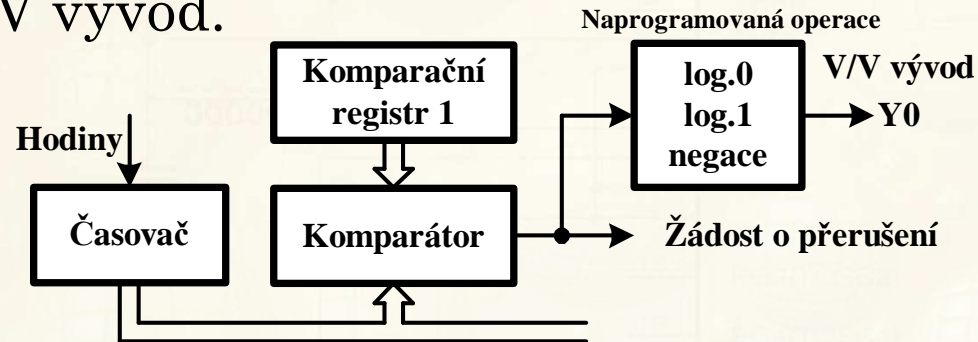 V vývod.
Naprogramovaná operace
Komparační
registr 1
log.0
log.1
negace
V/V vývod
Y0
Hodiny
Časovač
Komparátor
Žádost o přerušení